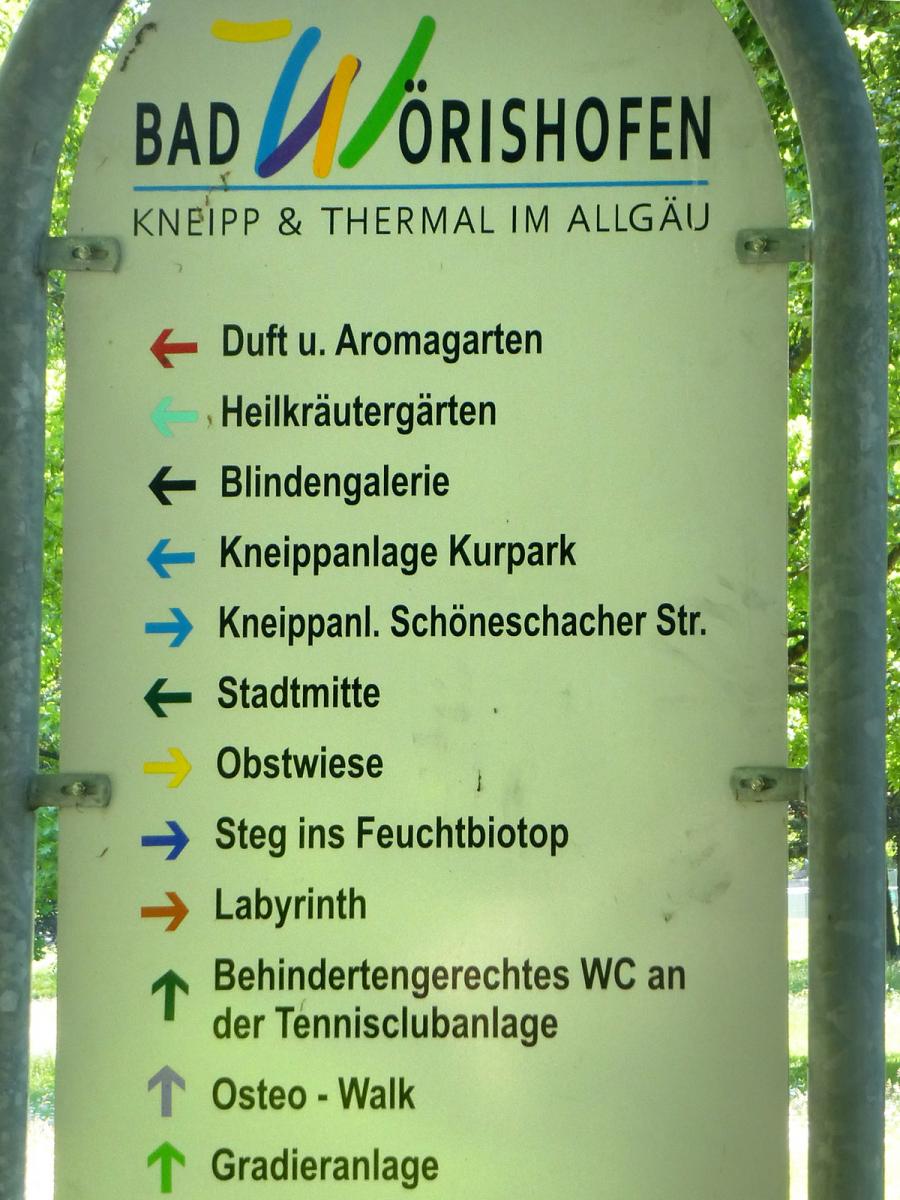 BAD WÖRISHOFEN
KNEIPP & THERMAL IM ALLGÄU
Duft u. Aromagarten
Heilkräutergärten
Blindengalerie
Kneippanlage Kurpark
Kneippanl. Schöneschacher Str.
Stadtmitte
Obstwiese
Steg ins Feuchtbiotop
Labyrinth
Behindertengerechtes WC an
der Tennisclubanlage
Osteo - Walk
Gradieranlage